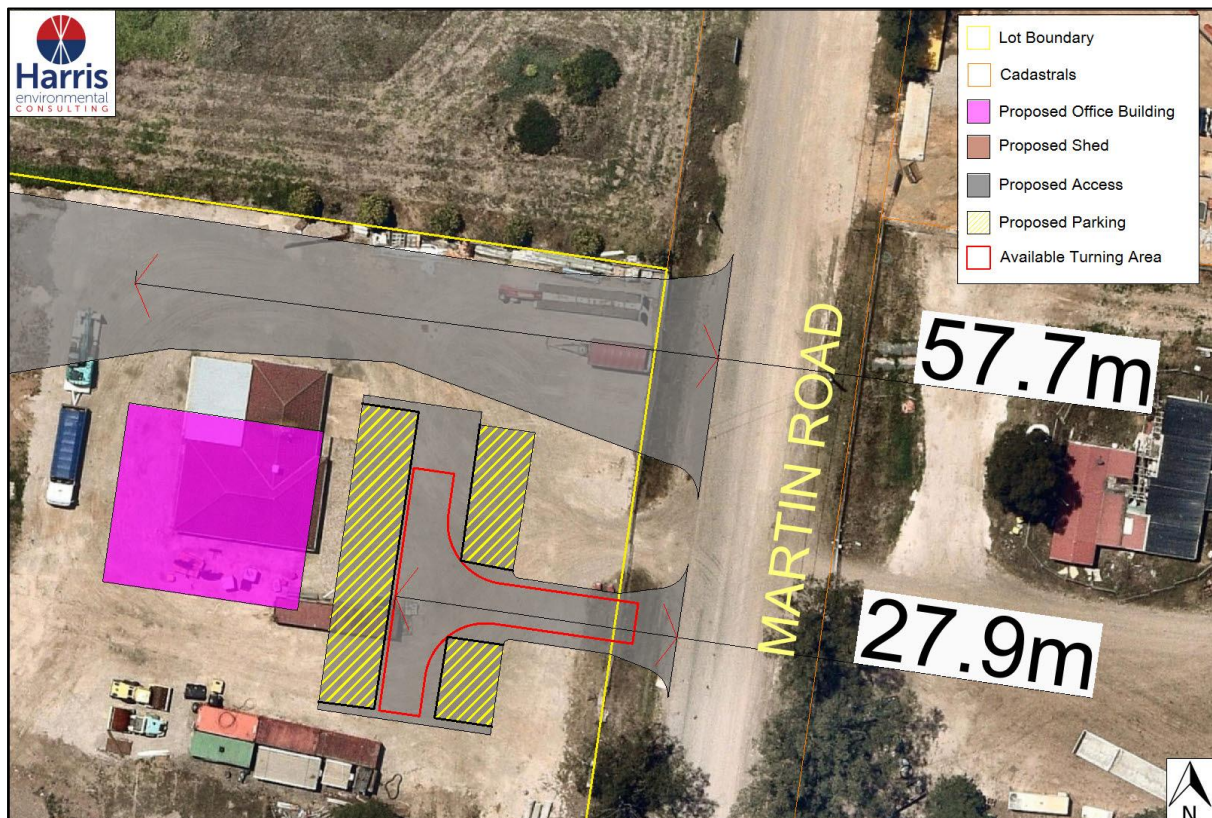 Harris
environmental
CONSULTING
Lot Boundary
Cadastrals
Proposed Office Building
Proposed Shed
Proposed Access
Proposed Parking
Available Turning Area
57.7m
MARTIN ROAD
27.9m
N